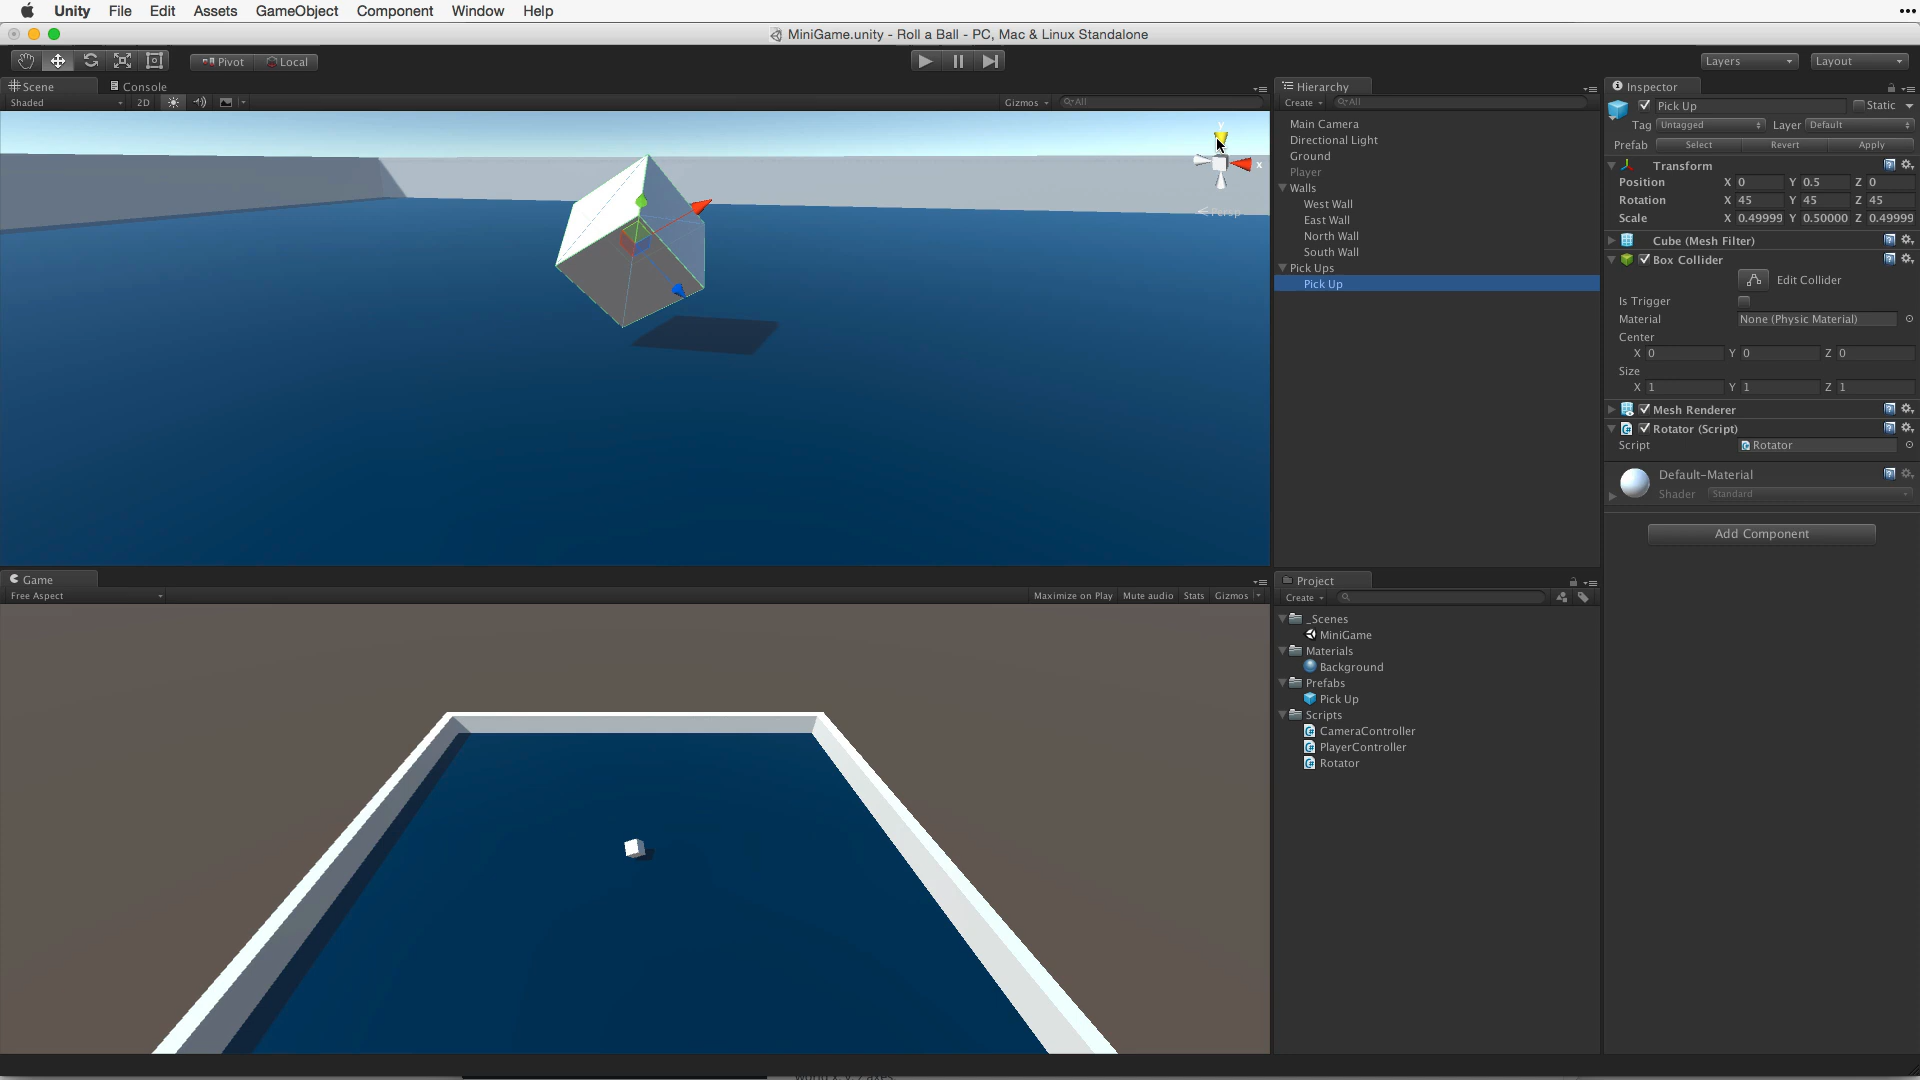 Unity File Edit Assets GameObject Component Window Help
MiniGame.unity - Roll a Ball - PC, Mac & Linux Standalone
Pivot Local Layers Layout
Scene Console
Shaded 2D Gizmos All
y
x
Persp
Game
Free Aspect Maximize on Play Mute audio Stats Gizmos
Hierarchy
Create All
Main Camera
Directional Light
Ground
Player
Walls
West Wall
East Wall
North Wall
South Wall
Pick Ups
Pick Up
Project
Create
_Scenes
MiniGame
Materials
Background
Prefabs
Pick Up
Scripts
CameraController
PlayerController
Rotator
Inspector
Pick Up Static
Tag Untagged Layer Default
Prefab Select Revert Apply
Transform
Position X 0 Y 0.5 Z 0
Rotation X 45 Y 45 Z 45
Scale X 0.49999 Y 0.50000 Z 0.49999
Cube (Mesh Filter)
Box Collider
Edit Collider
Is Trigger
Material None (Physic Material)
Center
X 0 Y 0 Z 0
Size
X 1 Y 1 Z 1
Mesh Renderer
Rotator (Script)
Script Rotator
Default-Material
Shader Standard
Add Component